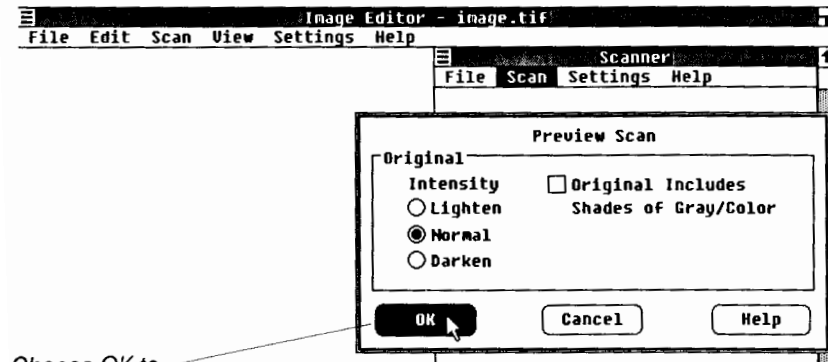 Image Editor - image.tif
File Edit Scan View Settings Help
Scanner
File Scan Settings Help
Preview Scan
Original
Intensity
Original Includes
Lighten
Shades of Gray/Color
Normal
Darken
OK Cancel Help
Choose OK to